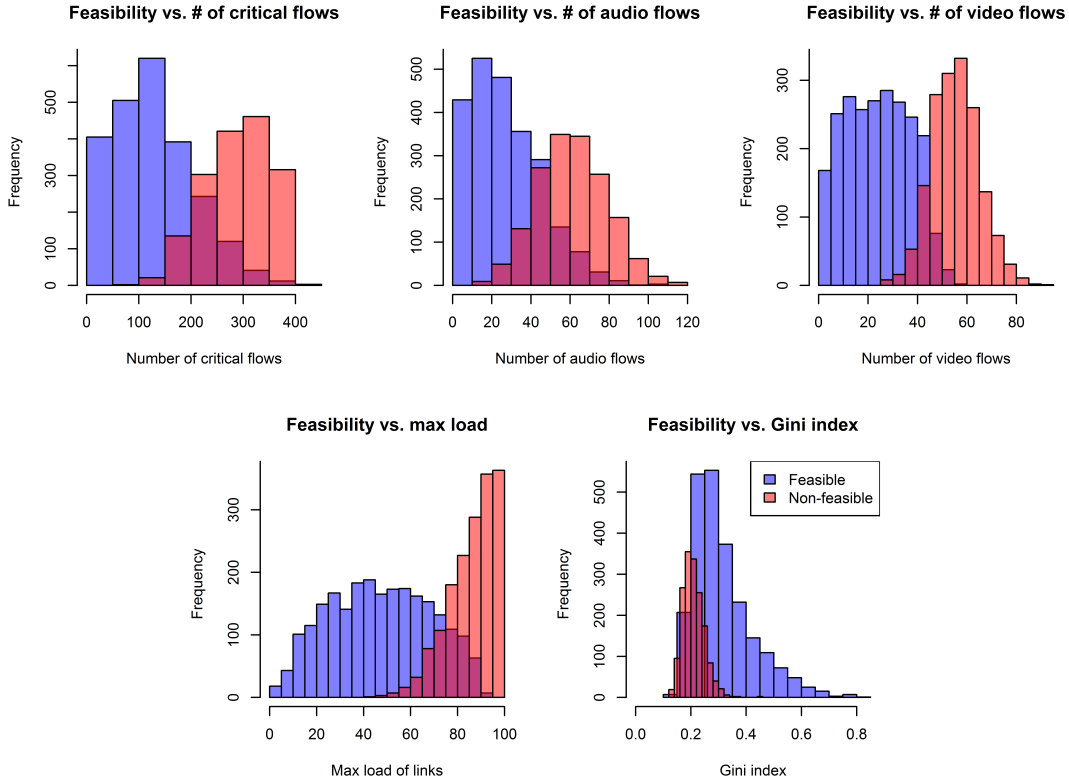 Feasibility vs. # of critical flows
Frequency
0
100
300
500
0 100 200 300 400
Number of critical flows
Feasibility vs. # of audio flows
Frequency
0
100
200
300
400
500
0 20 40 60 80 100 120
Number of audio flows
Feasibility vs. # of video flows
Frequency
0
100
200
300
0 20 40 60 80
Number of video flows
Feasibility vs. max load
Frequency
0
100
200
300
0 20 40 60 80 100
Max load of links
Feasibility vs. Gini index
Frequency
0
100
200
300
400
500
0.0 0.2 0.4 0.6 0.8
Gini index
Feasible
Non-feasible